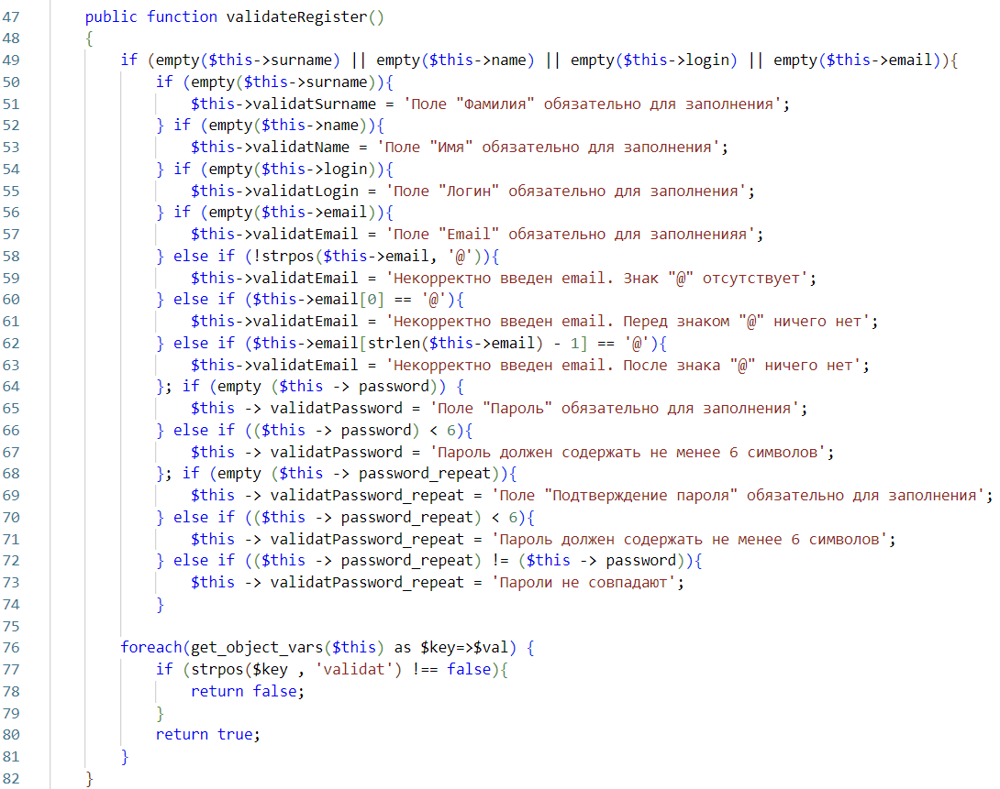 47 public function validateRegister()
48 {
49 if (empty($this->surname) || empty($this->name) || empty($this->login) || empty($this->email)){
50 if (empty($this->surname)){
51 $this->validatSurname = 'Поле "Фамилия" обязательно для заполнения';
52 } if (empty($this->name)){
53 $this->validatName = 'Поле "Имя" обязательно для заполнения';
54 } if (empty($this->login)){
55 $this->validatLogin = 'Поле "Логин" обязательно для заполнения';
56 } if (empty($this->email)){
57 $this->validatEmail = 'Поле "Email" обязательно для заполненияя';
58 } else if (!strpos($this->email, '@')){
59 $this->validatEmail = 'Некорректно введен email. Знак "@" отсутствует';
60 } else if ($this->email[0] == '@'){
61 $this->validatEmail = 'Некорректно введен email. Перед знаком "@" ничего нет';
62 } else if ($this->email[strlen($this->email) - 1] == '@'){
63 $this->validatEmail = 'Некорректно введен email. После знака "@" ничего нет';
64 }; if (empty ($this -> password)) {
65 $this -> validatPassword = 'Поле "Пароль" обязательно для заполнения';
66 } else if (($this -> password) < 6){
67 $this -> validatPassword = 'Пароль должен содержать не менее 6 символов';
68 }; if (empty ($this -> password_repeat)){
69 $this -> validatPassword_repeat = 'Поле "Подтверждение пароля" обязательно для заполнения';
70 } else if (($this -> password_repeat) < 6){
71 $this -> validatPassword_repeat = 'Пароль должен содержать не менее 6 символов';
72 } else if (($this -> password_repeat) != ($this -> password)){
73 $this -> validatPassword_repeat = 'Пароли не совпадают';
74 }
75
76 foreach(get_object_vars($this) as $key=>$val) {
77 if (strpos($key , 'validat') !== false){
78 return false;
79 }
80 return true;
81 }
82 }